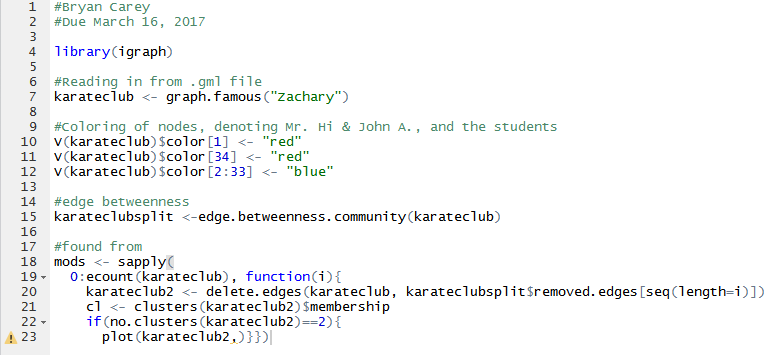 1 #Bryan Carey
2 #Due March 16, 2017
3
4 library(igraph)
5
6 #Reading in from .gml file
7 karateclub <- graph.famous("Zachary")
8
9 #Coloring of nodes, denoting Mr. Hi & John A., and the students
10 V(karateclub)$color[1] <- "red"
11 V(karateclub)$color[34] <- "red"
12 V(karateclub)$color[2:33] <- "blue"
13
14 #edge betweenness
15 karateclubsplit <-edge.betweenness.community(karateclub)
16
17 #found from
18 mods <- sapply(
19 0:ecount(karateclub), function(i){
20 karateclub2 <- delete.edges(karateclub, karateclubsplit$removed.edges[seq(length=i)])
21 cl <- clusters(karateclub2)$membership
22 if(no.clusters(karateclub2)==2){
23 plot(karateclub2,)}})